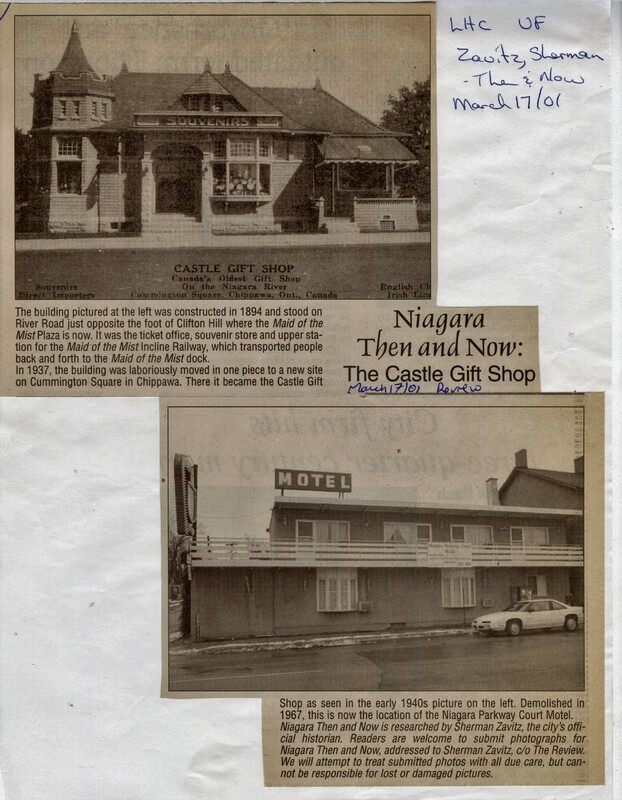 LHC VF
Zavitz, Sherman
- Then & Now
March 17/01
SOUVENIRS
CASTLE GIFT SHOP
Canada's Oldest Gift Shop
On the Niagara River
Cummington Square, Chippawa, Ont., Canada
Souvenirs
Direct Importers
English Ch
Irish Lin
The building pictured at the left was constructed in 1894 and stood on
River Road just opposite the foot of Clifton Hill where the Maid of the
Mist Plaza is now. It was the ticket office, souvenir store and upper sta-
tion for the Maid of the Mist Incline Railway, which transported people
back and forth to the Maid of the Mist dock.
In 1937, the building was laboriously moved in one piece to a new site
on Cummington Square in Chippawa. There it became the Castle Gift
Niagara
Then and Now:
The Castle Gift Shop
March 17/01 Review
MOTEL
Shop as seen in the early 1940s picture on the left. Demolished in
1967, this is now the location of the Niagara Parkway Court Motel.
Niagara Then and Now is researched by Sherman Zavitz, the city's offi-
cial historian. Readers are welcome to submit photographs for
Niagara Then and Now, addressed to Sherman Zavitz, c/o The Review.
We will attempt to treat submitted photos with all due care, but can-
not be responsible for lost or damaged pictures.